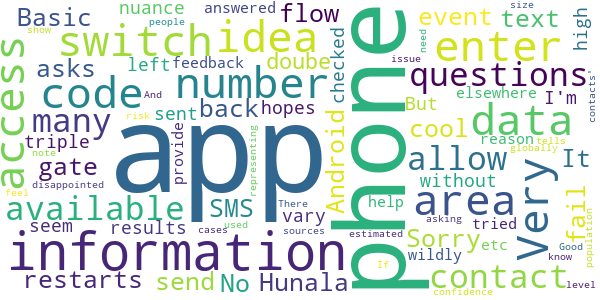 Basic
nuance
answered
flow
people
switch
idea
doube
left
feedback
asks
access
code
number
back
hopes
many
sent
And
triple
provide
gate
disappointed
app
available
SMS
results
vary
seem
There
cases
used
information
Hunala
restarts
send
No
show
risk
note
feel
representing
checked
Android
phone
help
tried
Sorry
wildly
estimated
asking
If
confidence
sources
event
text
high
size
need
issue
enter
questions
elsewhere
I'm
contacts'
But
cool
data
reason
tells
globally
allow
It
without
area
Very
fail
etc
contact
Good
know
level
population